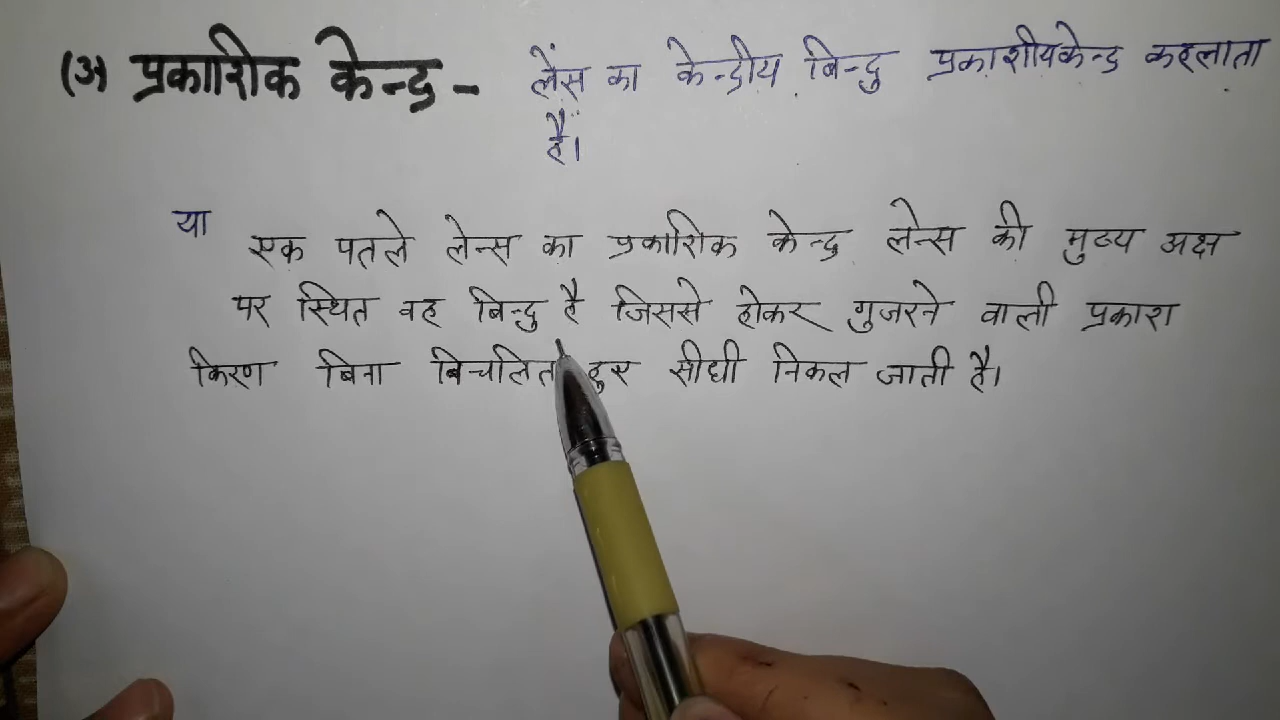 (अ) प्रकाशिक केन्द्र - लेंस का केन्द्रीय बिन्दु प्रकाशीयकेन्द्र कहलाता
है।
या एक पतले लेन्स का प्रकाशिक केन्द्र लेन्स की मुख्य अक्ष
पर स्थित वह बिन्दु है जिससे होकर गुजरने वाली प्रकाश
किरण बिना विचलित हुए सीधी निकल जाती है।